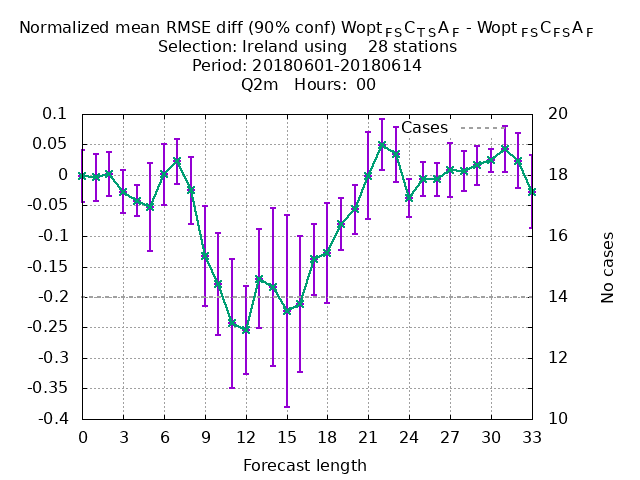 Normalized mean RMSE diff (90% conf) Wopt FS C TS A F - Wopt FS C FS A F
Selection: Ireland using 28 stations
Period: 20180601-20180614
Q2m Hours: 00
Cases
0.1
0.05
0
-0.05
-0.1
-0.15
-0.2
-0.25
-0.3
-0.35
-0.4
20
18
16
14
12
10
No cases
0 3 6 9 12 15 18 21 24 27 30 33
Forecast length